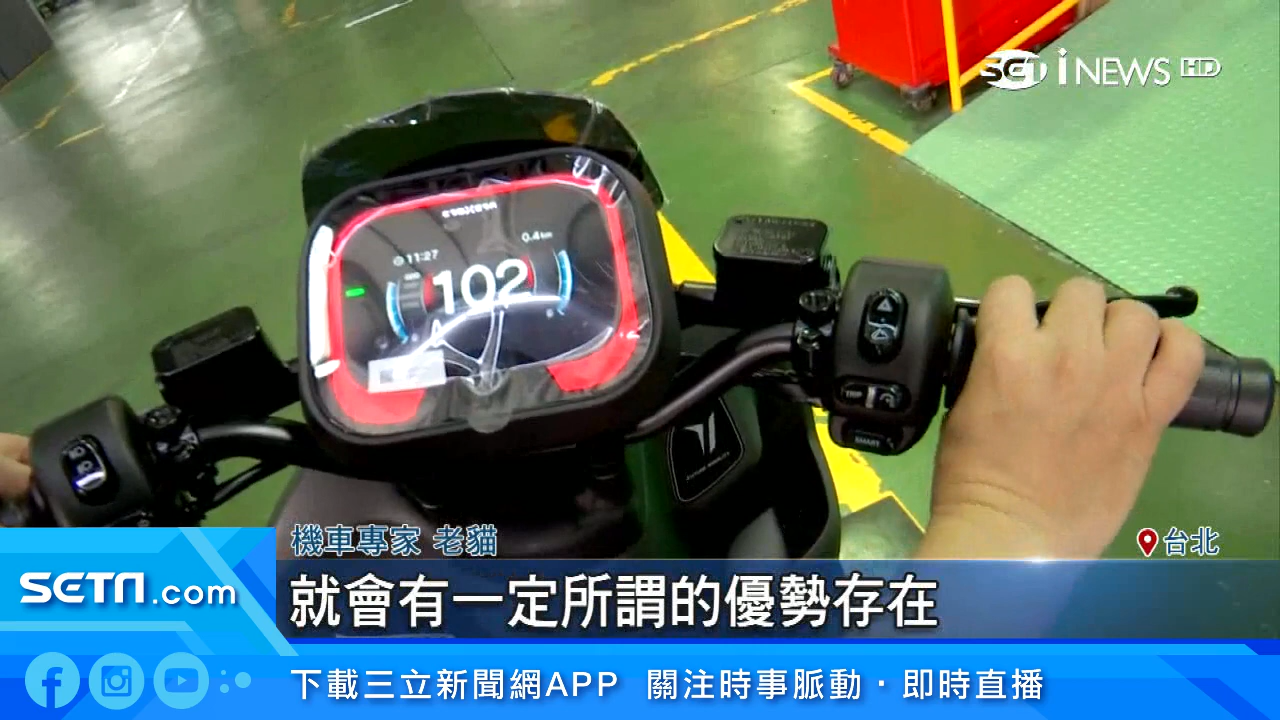 SET iNEWS HD
11:27
0.4 km
102
TRIP
SMART
機車專家 老貓
台北
SETN.com
就會有一定所謂的優勢存在
下載三立新聞網APP 關注時事脈動·即時直播